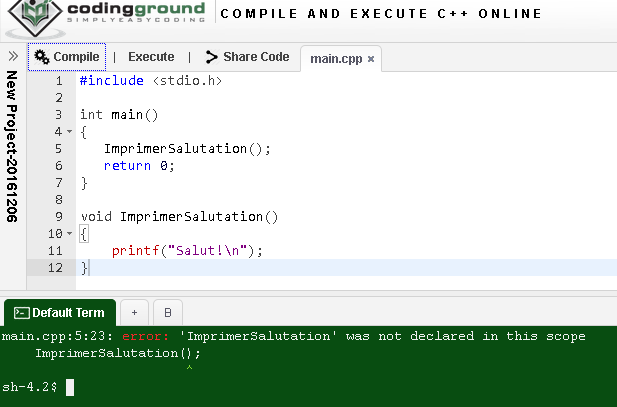 codingground
SIMPLYEASYCODING
COMPILE AND EXECUTE C++ ONLINE
Compile | Execute | Share Code main.cpp ×
New Project-20161206
1 #include <stdio.h>
2
3 int main()
4 {
5 ImprimerSalutation();
6 return 0;
7 }
8
9 void ImprimerSalutation()
10 {
11 printf("Salut!\n");
12 }
Default Term +
main.cpp:5:23: error: 'ImprimerSalutation' was not declared in this scope
ImprimerSalutation();
^
sh-4.2$